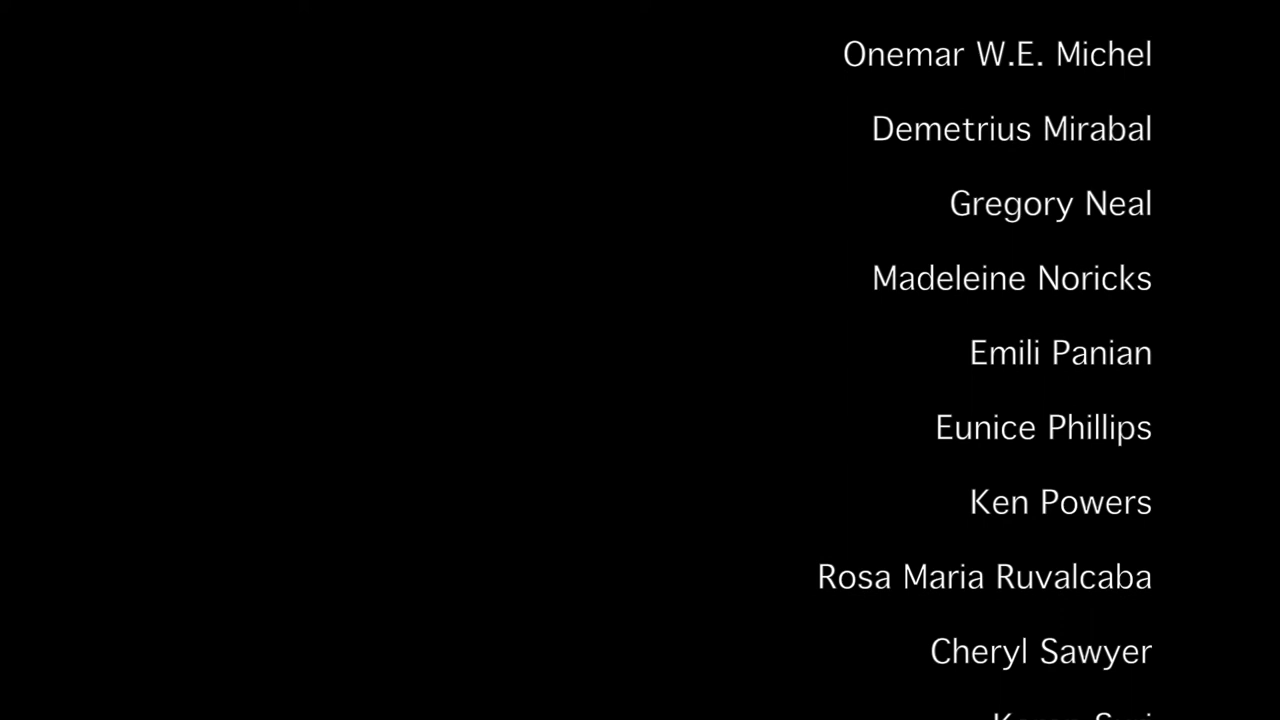 Onemar W.E. Michel
Demetrius Mirabal
Gregory Neal
Madeleine Noricks
Emili Panian
Eunice Phillips
Ken Powers
Rosa Maria Ruvalcaba
Cheryl Sawyer